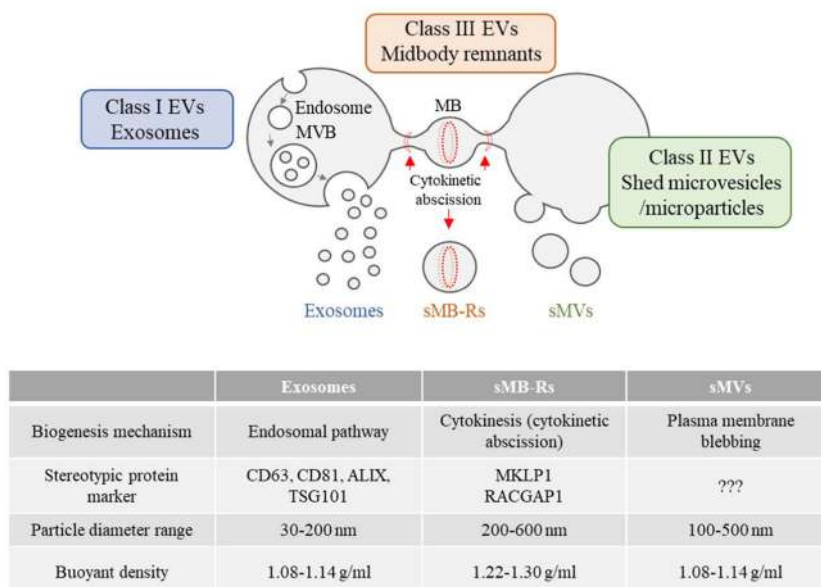 Class III EVs
Midbody remnants
Class I EVs
Exosomes
Endosome
MVB
MB
Class II EVs
Shed microvesicles
/microparticles
Cytokinetic
abscission
Exosomes
sMB-Rs
sMVs
Exosomes sMB-Rs sMVs
Biogenesis mechanism Endosomal pathway Cytokinesis (cytokinetic abscission) Plasma membrane blebbing
Stereotypic protein marker CD63, CD81, ALIX, TSG101 MKLP1 RACGAP1 ???
Particle diameter range 30-200 nm 200-600 nm 100-500 nm
Buoyant density 1.08-1.14 g/ml 1.22-1.30 g/ml 1.08-1.14 g/ml